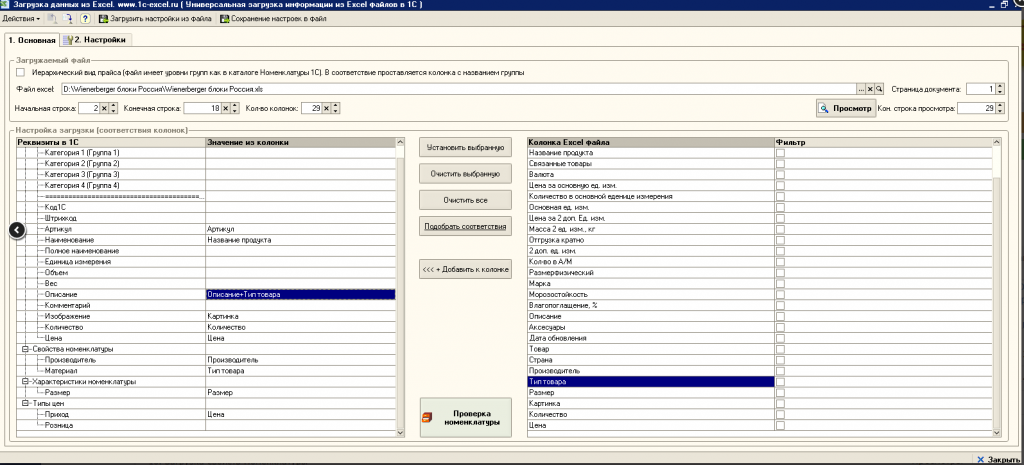 Загрузка данных из Excel. www.1c-excel.ru ( Универсальная загрузка информации из Excel файлов в 1С )
Действия Загрузить настройки из файла Сохранение настроек в файл
1. Основная 2. Настройки
Загружаемый файл
Иерархический вид прайса (файл имеет уровни групп как в каталоге Номенклатуры 1С). В соответствие проставляется колонка с названием группы
Файл excel: D:\Wienerberger блоки Россия\Wienerberger блоки Россия.xls ... x Страница документа: 1
Начальная строка: 2 x Конечная строка: 18 x Кол-во колонок: 29 x Просмотр Кон. строка просмотра: 29
Настройка загрузки (соответствия колонок)
Реквизиты в 1С Значение из колонки
Категория 1 (Группа 1)
Категория 2 (Группа 2)
Категория 3 (Группа 3)
Категория 4 (Группа 4)
=======================================...
Код1С
Штрихкод
Артикул Артикул
Наименование Название продукта
Полное наименование
Единица измерения
Объем
Вес
Описание Описание+Тип товара
Комментарий
Изображение Картинка
Количество Количество
Цена Цена
Свойства номенклатуры
Производитель Производитель
Материал Тип товара
Характеристики номенклатуры
Размер Размер
Типы цен
Приход Цена
Розница
Установить выбранную
Очистить выбранную
Очистить все
Подобрать соответствия
<<< + Добавить к колонке
Проверка
номенклатуры
Колонка Excel файла Фильтр
Название продукта
Связанные товары
Валюта
Цена за основную ед. изм.
Количество в основной еденице измерения
Основная ед. изм.
Цена за 2 доп. Ед. изм.
Масса 2 ед. изм., кг
Отгрузка кратно
2 доп. ед. изм.
Кол-во в А/М
Размерфизический
Марка
Морозостойкость
Влагопоглащение, %
Описание
Аксесуары
Дата обновления
Товар
Страна
Производитель
Тип товара
Размер
Картинка
Количество
Цена
Закрыть